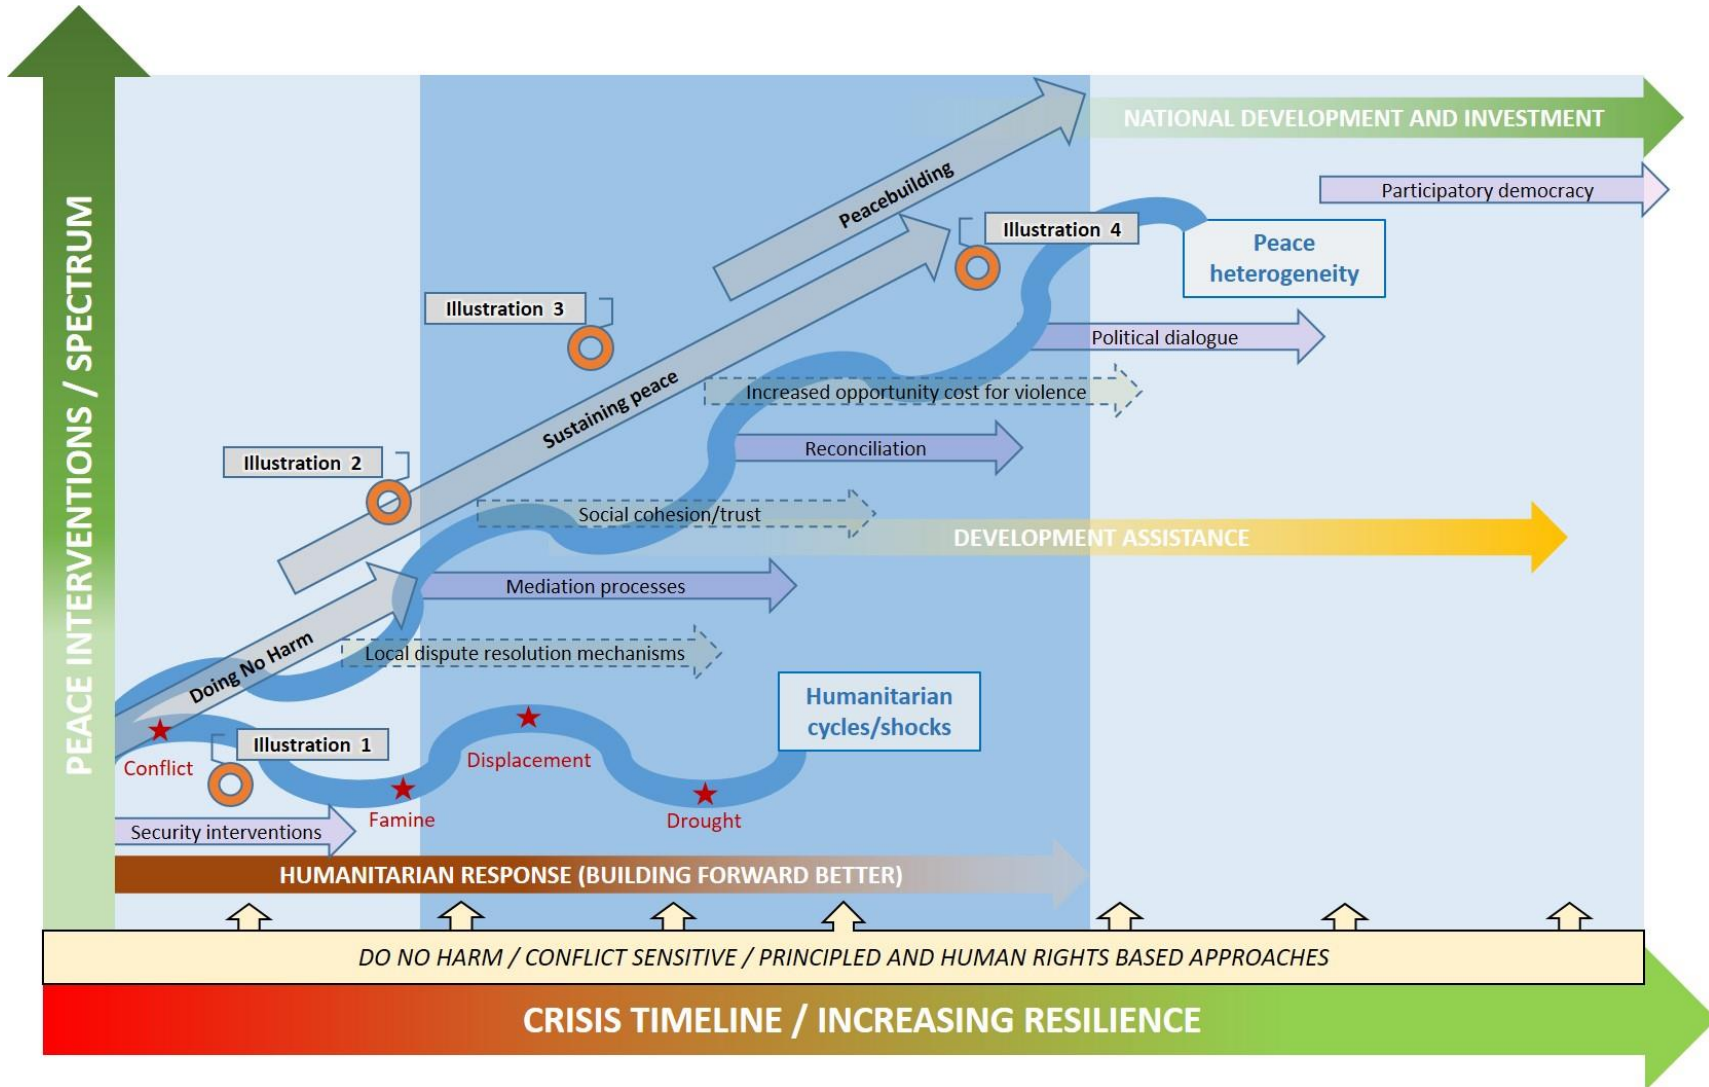 PEACE INTERVENTIONS / SPECTRUM
NATIONAL DEVELOPMENT AND INVESTMENT
Participatory democracy
Peacebuilding
Illustration 4
Peace
heterogeneity
Illustration 3
Political dialogue
Sustaining peace
Increased opportunity cost for violence
Reconciliation
Illustration 2
Social cohesion/trust
DEVELOPMENT ASSISTANCE
Mediation processes
Doing No Harm
Local dispute resolution mechanisms
Humanitarian
cycles/shocks
Illustration 1
Conflict
Displacement
Famine
Drought
Security interventions
HUMANITARIAN RESPONSE (BUILDING FORWARD BETTER)
DO NO HARM / CONFLICT SENSITIVE / PRINCIPLED AND HUMAN RIGHTS BASED APPROACHES
CRISIS TIMELINE / INCREASING RESILIENCE